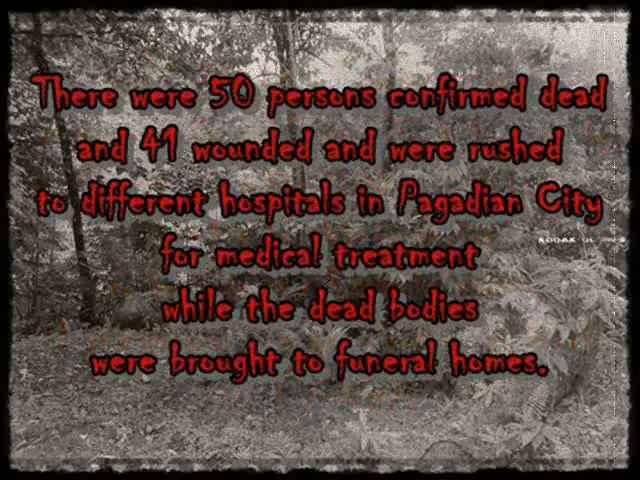 There were 50 persons confirmed dead
and 41 wounded and were rushed
to different hospitals in Pagadian City
KODAK
for medical treatment
while the dead bodies
were brought to funeral homes.